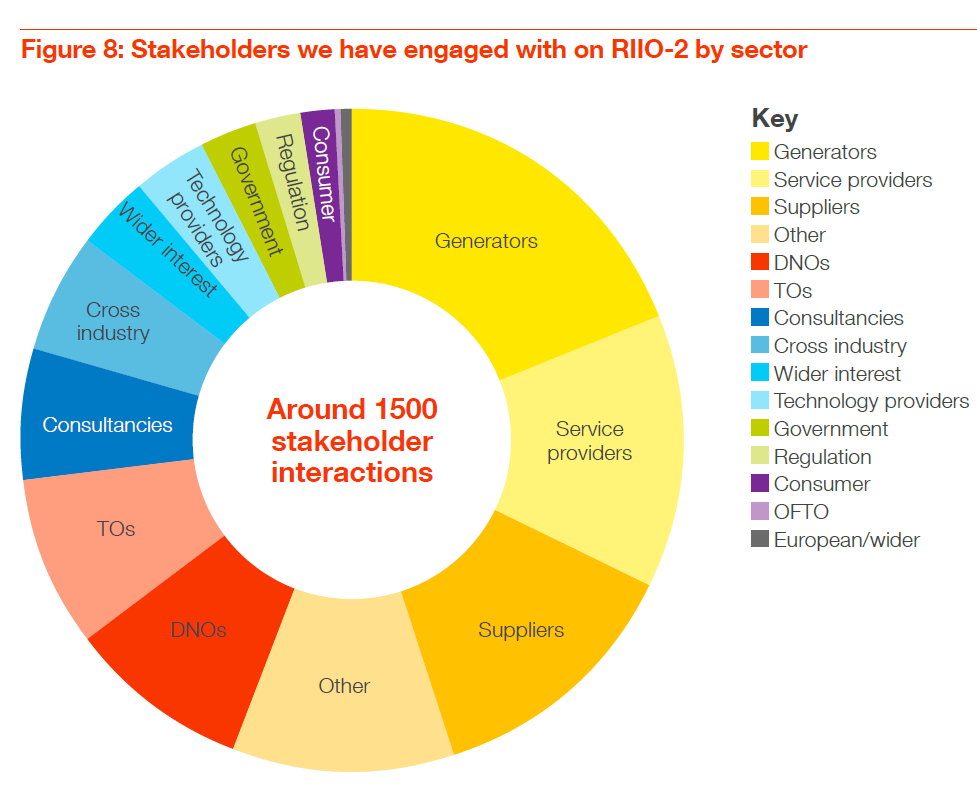 Figure 8: Stakeholders we have engaged with on RIIO-2 by sector
Key
Generators
Service providers
Suppliers
Other
DNOs
TOs
Consultancies
Cross industry
Wider interest
Technology providers
Government
Regulation
Consumer
OFTO
European/wider
Generators
Service
providers
Suppliers
Other
DNOs
TOs
Consultancies
Cross
industry
Wider interest
Technology
providers
Government
Regulation
Consumer
Around 1500
stakeholder
interactions